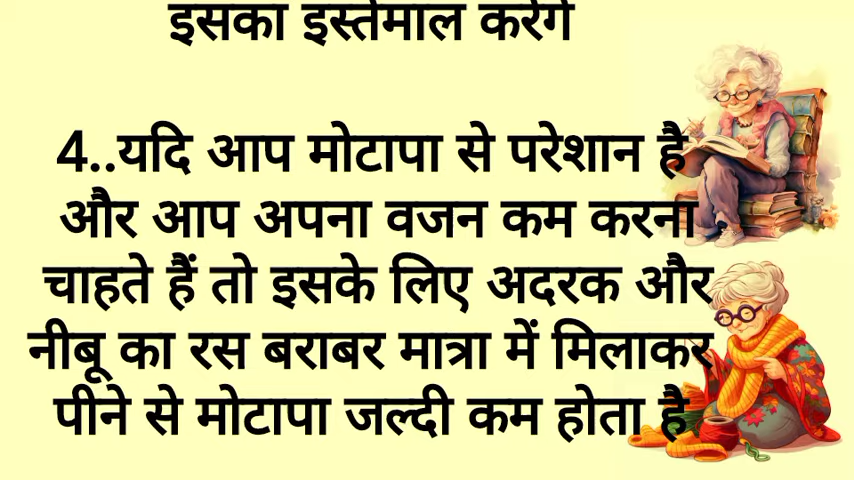 इसका इस्तेमाल करेंगे
4..यदि आप मोटापा से परेशान है
और आप अपना वजन कम करना
चाहते हैं तो इसके लिए अदरक और
नीबू का रस बराबर मात्रा में मिलाकर
पीने से मोटापा जल्दी कम होता है